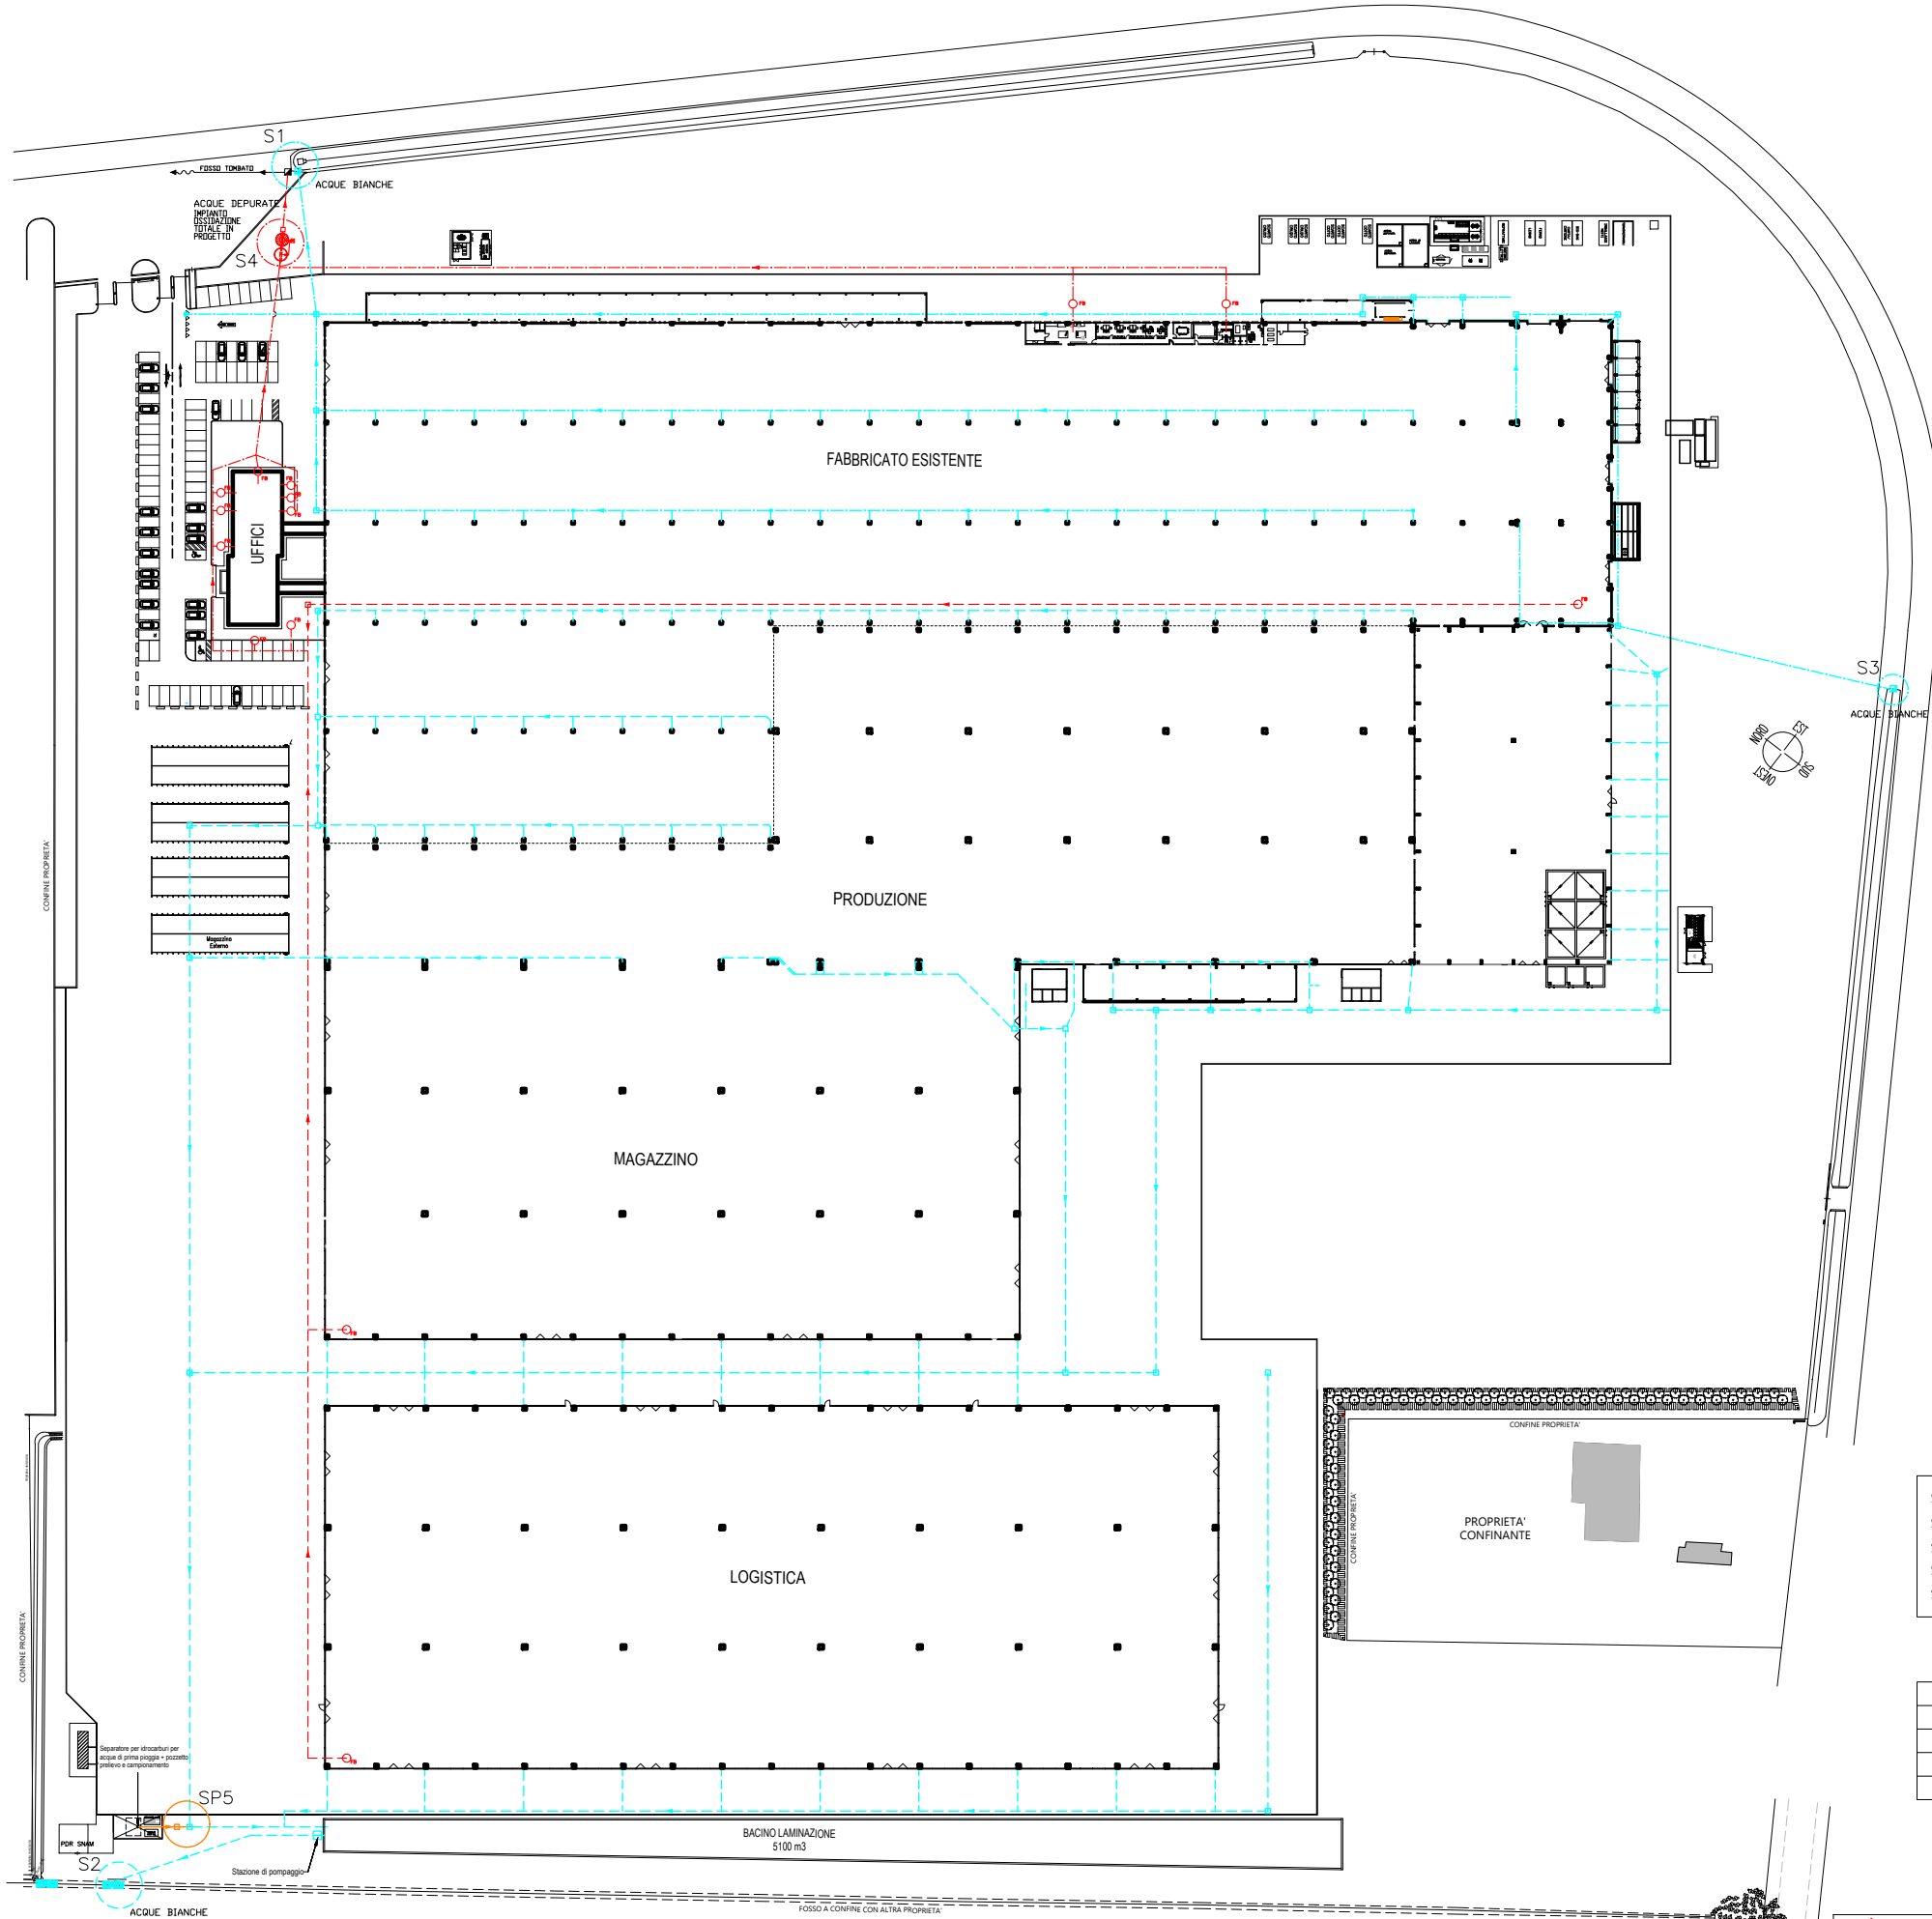 S1
FOSSO TOMBATO
ACQUE BIANCHE
ACQUE DEPURATE
IMPIANTO
OSSIDAZIONE
TOTALE IN
PROGETTO
S4
FABBRICATO ESISTENTE
UFFICI
S3
ACQUE BIANCHE
NORD
EST
SUD
OVEST
CONFINE PROPRIETA'
PRODUZIONE
Magazzino
Esterno
MAGAZZINO
CONFINE PROPRIETA'
CONFINE PROPRIETA'
PROPRIETA'
CONFINANTE
LOGISTICA
CONFINE PROPRIETA'
Separatore per idrocarburi per
acque di prima pioggia + pozzetto
prelievo e campionamento
SP5
PDR SNAM
S2
BACINO LAMINAZIONE
5100 m3
Stazione di pompaggio
ACQUE BIANCHE
FOSSO A CONFINE CON ALTRA PROPRIETA'